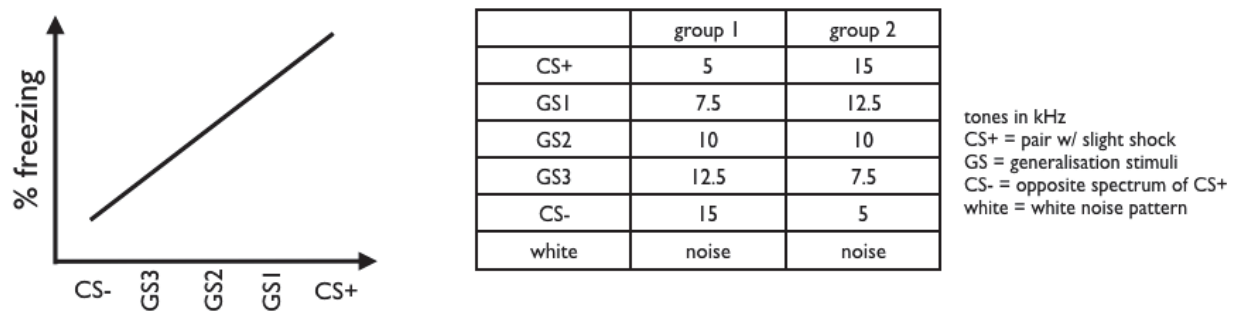 % freezing
CS- GS3 GS2 GS1 CS+
group 1 group 2
CS+ 5 15
GS1 7.5 12.5
GS2 10 10
GS3 12.5 7.5
CS- 15 5
white noise noise
tones in kHz
CS+ = pair w/ slight shock
GS = generalisation stimuli
CS- = opposite spectrum of CS+
white = white noise pattern